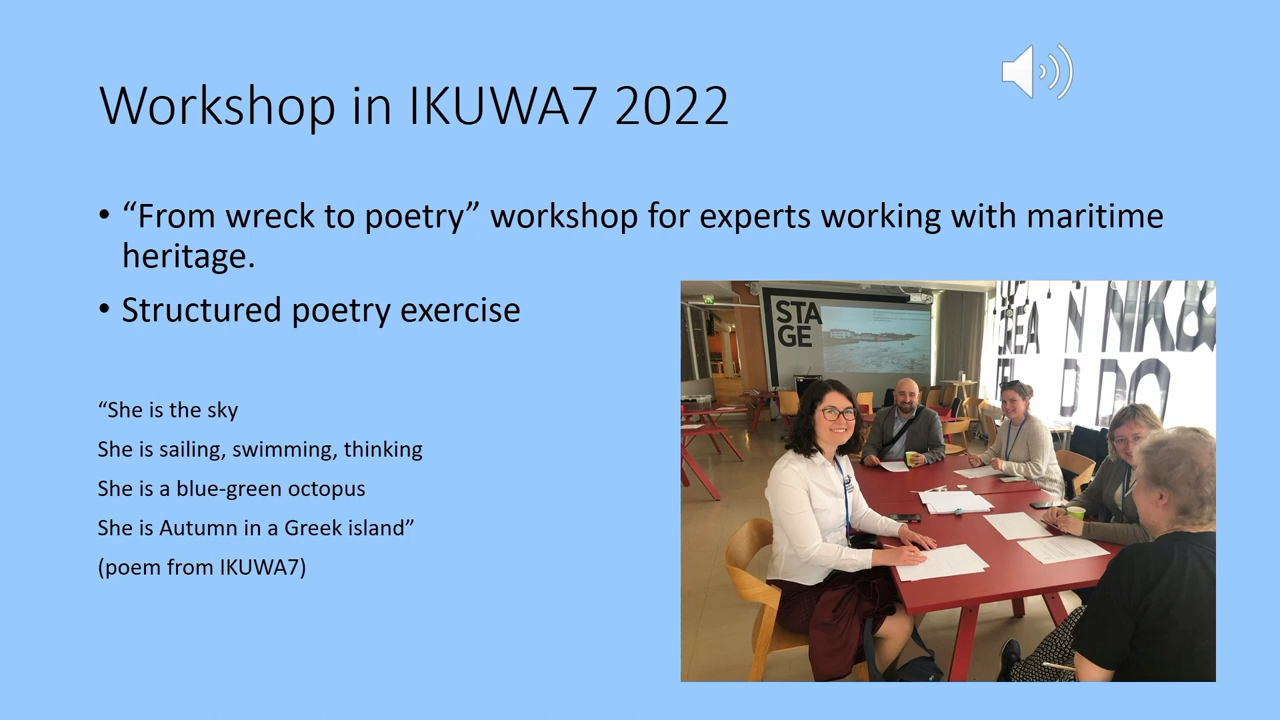 Workshop in IKUWA7 2022
• “From wreck to poetry” workshop for experts working with maritime
heritage.
• Structured poetry exercise
“She is the sky
She is sailing, swimming, thinking
She is a blue-green octopus
She is Autumn in a Greek island”
(poem from IKUWA7)
STA
GE